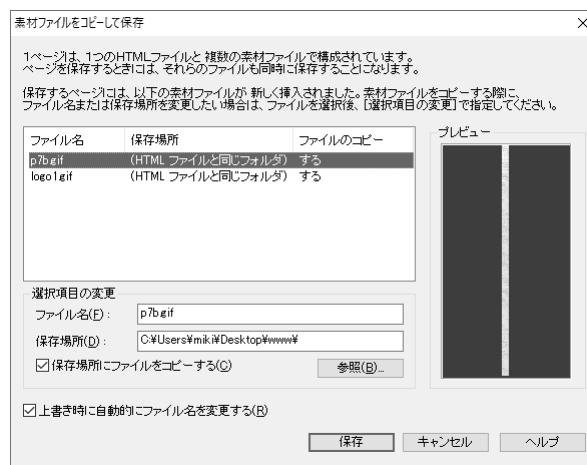 素材ファイルをコピーして保存
1ページは、1つのHTMLファイルと 複数の素材ファイルで構成されています。
ページを保存するときには、それらのファイルも同時に保存することになります。
保存するページには、以下の素材ファイルが 新しく挿入されました。素材ファイルをコピーする際に、
ファイル名または保存場所を変更したい場合は、ファイルを選択後、[選択項目の変更]で指定してください。
ファイル名 保存場所 ファイルのコピー
p7b.gif (HTML ファイルと同じフォルダ) する
logo1.gif (HTML ファイルと同じフォルダ) する
プレビュー
選択項目の変更
ファイル名(F): p7b.gif
保存場所(D): C:¥Users¥miki¥Desktop¥www¥
保存場所にファイルをコピーする(C) 参照(B)...
上書き時に自動的にファイル名を変更する(R)
保存 キャンセル ヘルプ